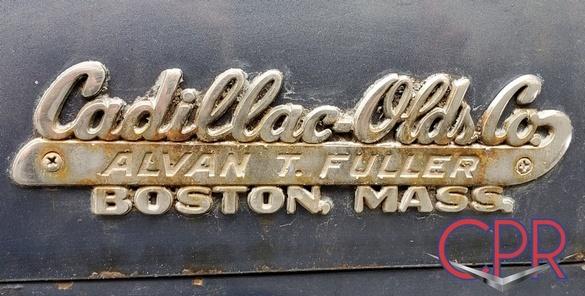 Cadillac-Olds Co.
ALVAN T. FULLER
BOSTON, MASS.
CPR